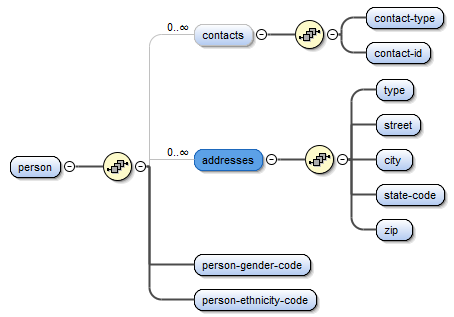 0..∞
contacts
contact-type
contact-id
person
0..∞
addresses
type
street
city
state-code
zip
person-gender-code
person-ethnicity-code